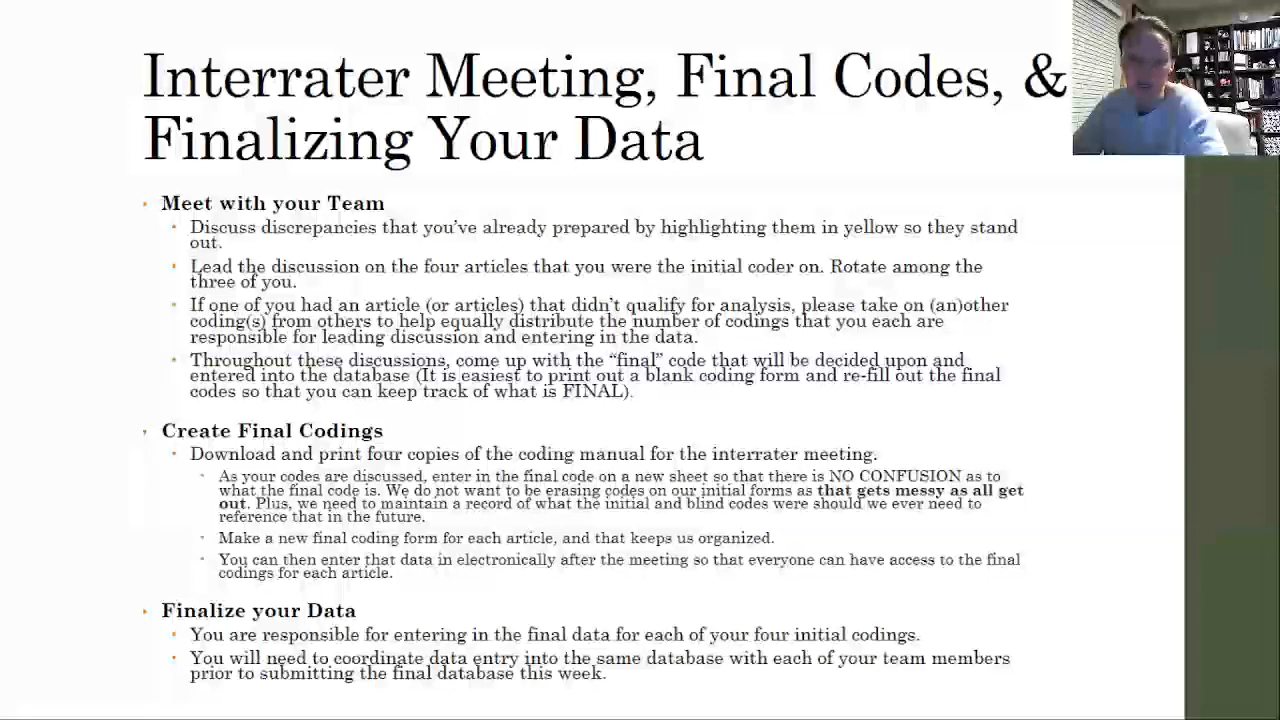 Interrater Meeting, Final Codes, &
Finalizing Your Data
Meet with your Team
Discuss discrepancies that you've already prepared by highlighting them in yellow so they stand
out.
Lead the discussion on the four articles that you were the initial coder on. Rotate among the
three of you.
If one of you had an article (or articles) that didn't qualify for analysis, please take on (an)other
coding(s) from others to help equally distribute the number of codings that you each are
responsible for leading discussion and entering in the data.
Throughout these discussions, come up with the “final” code that will be decided upon and
entered into the database (It is easiest to print out a blank coding form and re-fill out the final
codes so that you can keep track of what is FINAL).
Create Final Codings
Download and print four copies of the coding manual for the interrater meeting.
As your codes are discussed, enter in the final code on a new sheet so that there is NO CONFUSION as to
what the final code is. We do not want to be erasing codes on our initial forms as that gets messy as all get
out. Plus, we need to maintain a record of what the initial and blind codes were should we ever need to
reference that in the future.
Make a new final coding form for each article, and that keeps us organized.
You can then enter that data in electronically after the meeting so that everyone can have access to the final
codings for each article.
Finalize your Data
You are responsible for entering in the final data for each of your four initial codings.
You will need to coordinate data entry into the same database with each of your team members
prior to submitting the final database this week.